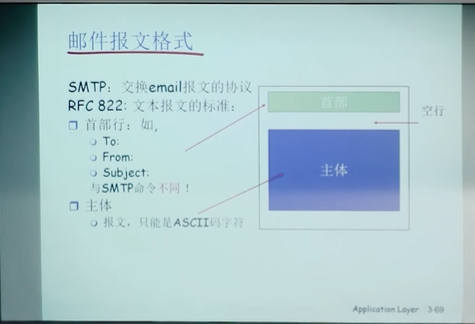 邮件报文格式
SMTP: 交换email报文的协议
RFC 822: 文本报文的标准:
首部行: 如,
To:
From:
Subject:
与SMTP命令不同!
主体
报文, 只能是ASCII码字符
首部
空行
主体
Application Layer 3-69